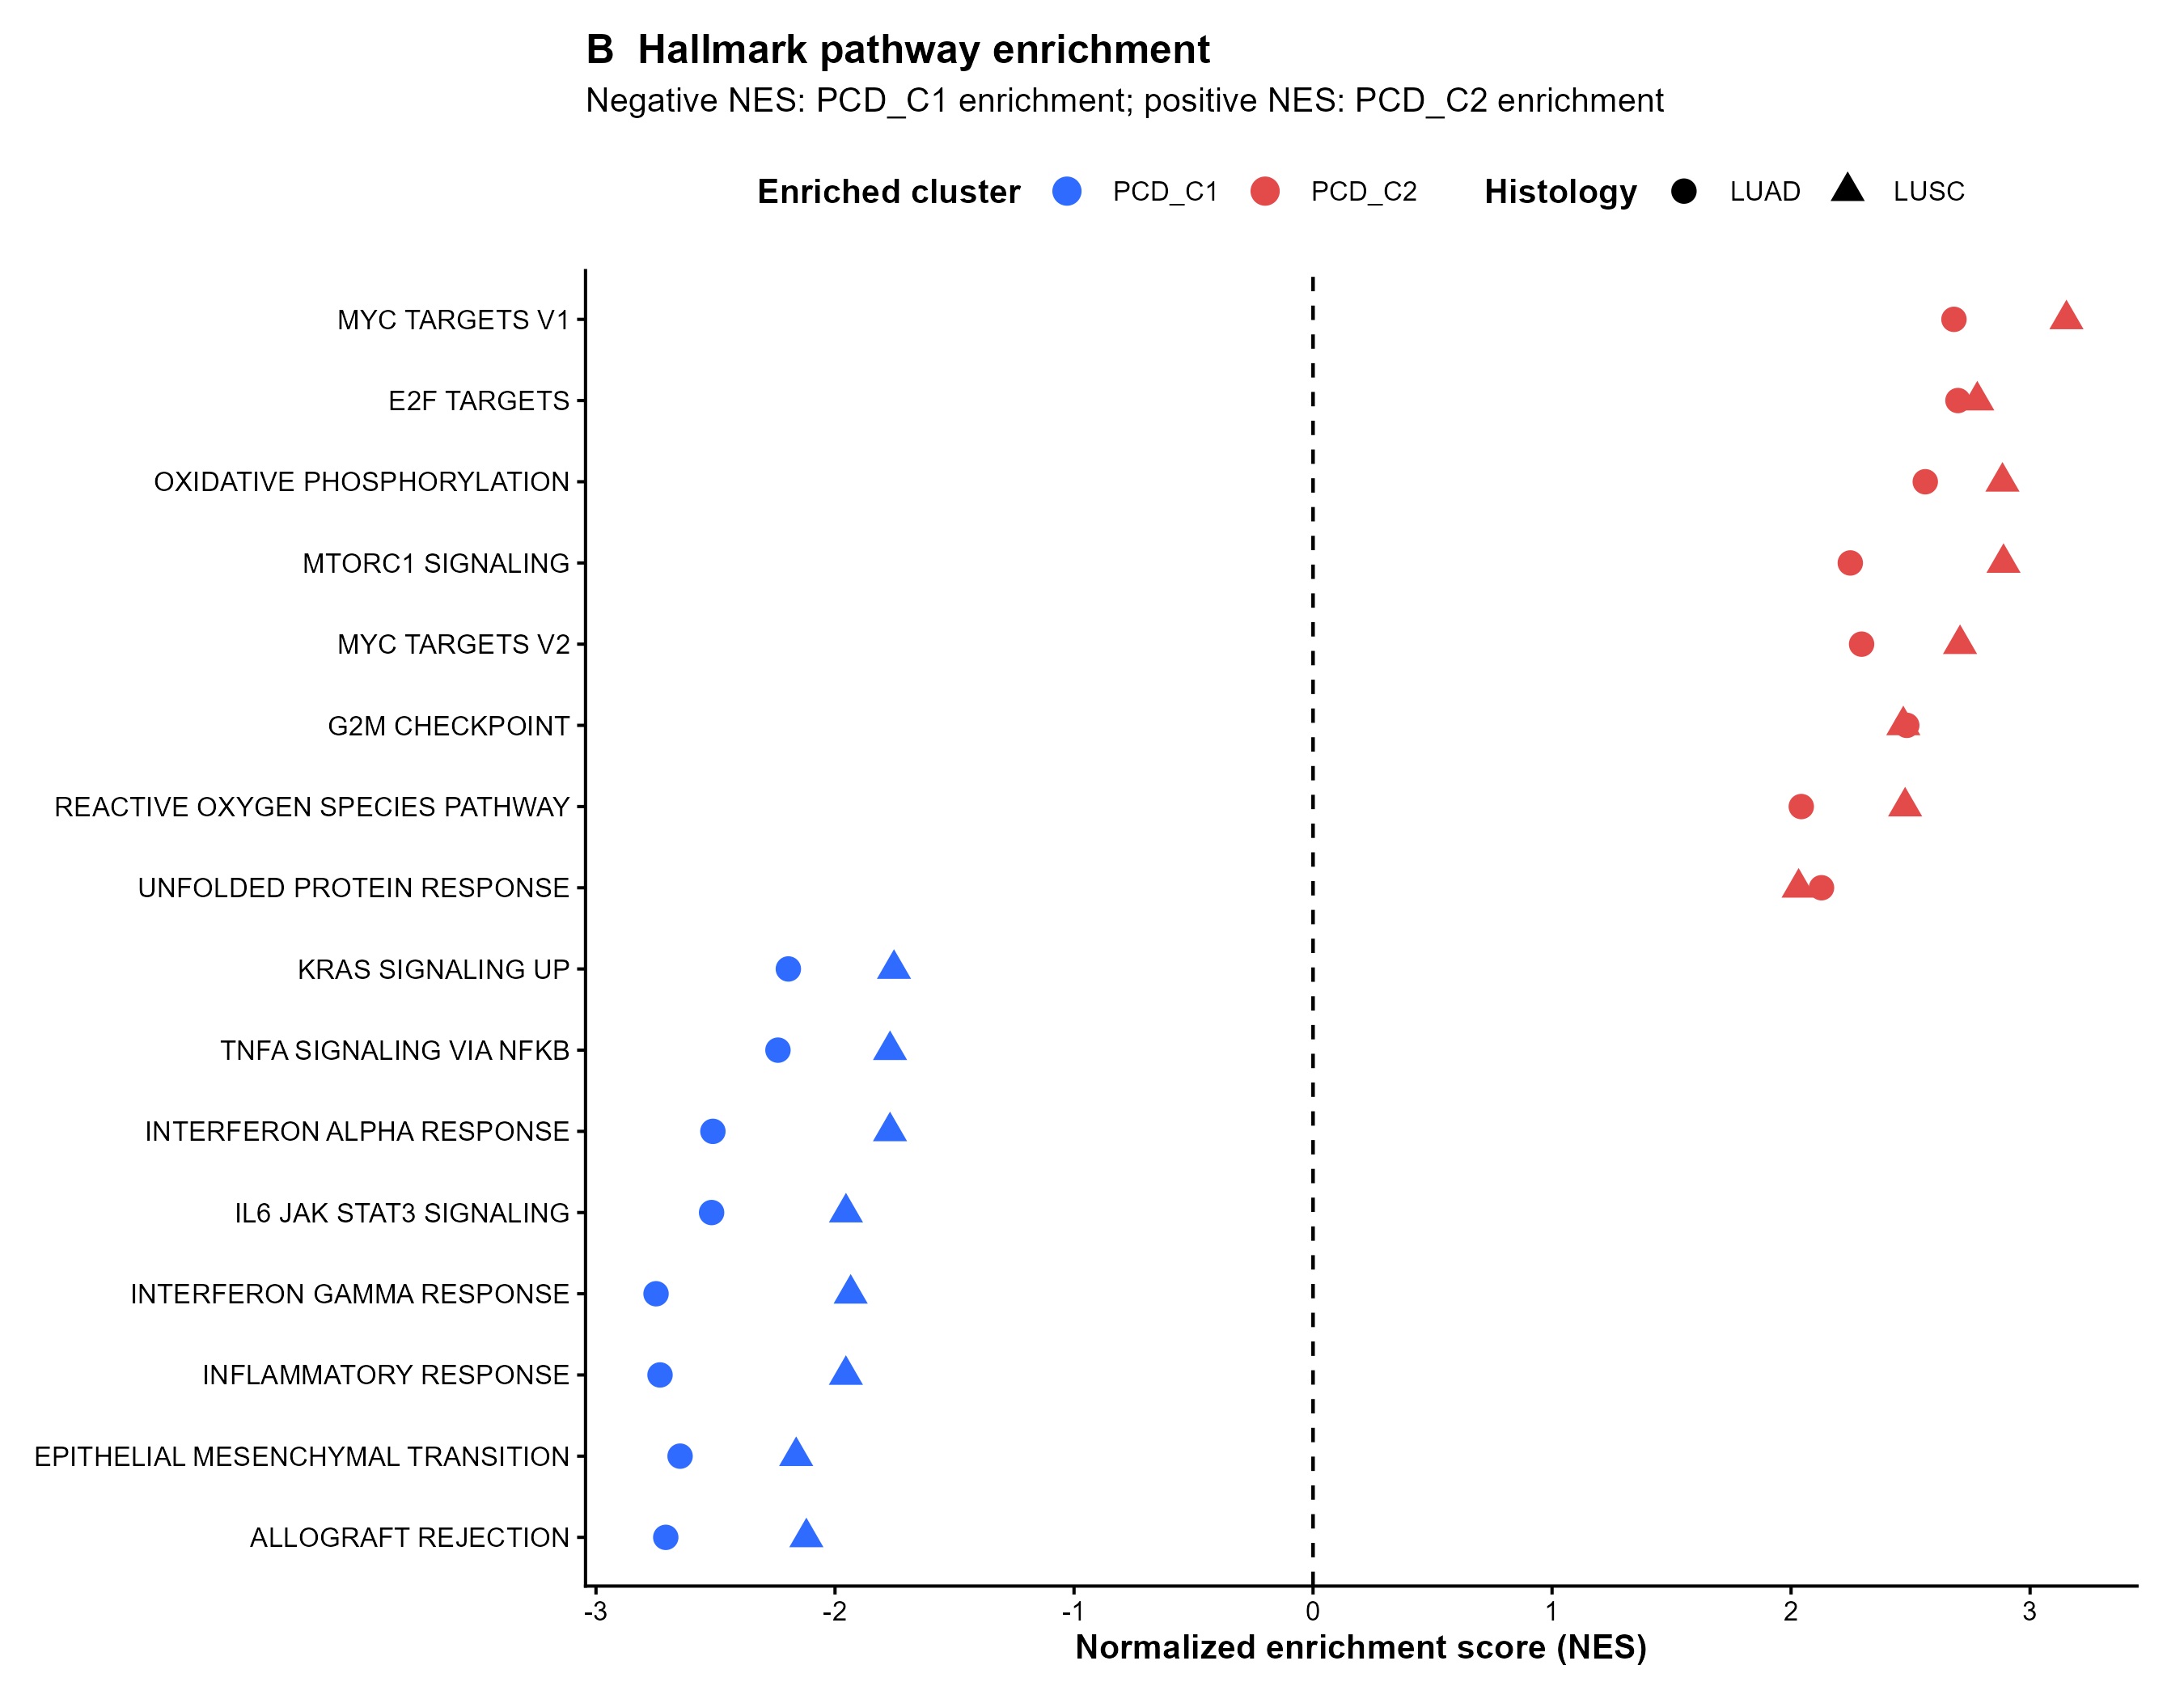 B Hallmark pathway enrichment
Negative NES: PCD_C1 enrichment; positive NES: PCD_C2 enrichment
Enriched cluster PCD_C1 PCD_C2 Histology LUAD LUSC
MYC TARGETS V1
E2F TARGETS
OXIDATIVE PHOSPHORYLATION
MTORC1 SIGNALING
MYC TARGETS V2
G2M CHECKPOINT
REACTIVE OXYGEN SPECIES PATHWAY
UNFOLDED PROTEIN RESPONSE
KRAS SIGNALING UP
TNFA SIGNALING VIA NFKB
INTERFERON ALPHA RESPONSE
IL6 JAK STAT3 SIGNALING
INTERFERON GAMMA RESPONSE
INFLAMMATORY RESPONSE
EPITHELIAL MESENCHYMAL TRANSITION
ALLOGRAFT REJECTION
-3 -2 -1 0 1 2 3
Normalized enrichment score (NES)